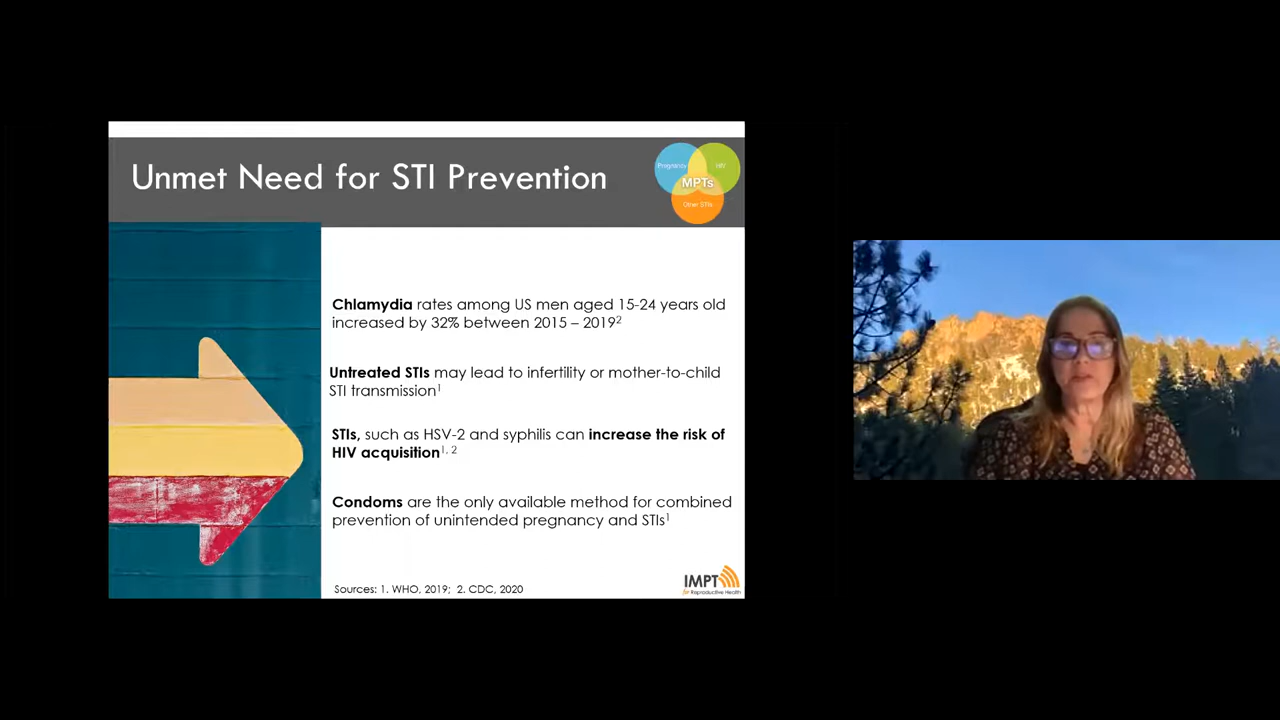 Unmet Need for STI Prevention
Pregnancy
HIV
MPTs
Other STIs
Chlamydia rates among US men aged 15-24 years old
increased by 32% between 2015 – 2019²
Untreated STIs may lead to infertility or mother-to-child
STI transmission¹
STIs, such as HSV-2 and syphilis can increase the risk of
HIV acquisition¹, ²
Condoms are the only available method for combined
prevention of unintended pregnancy and STIs¹
Sources: 1. WHO, 2019; 2. CDC, 2020
IMPT
for Reproductive Health